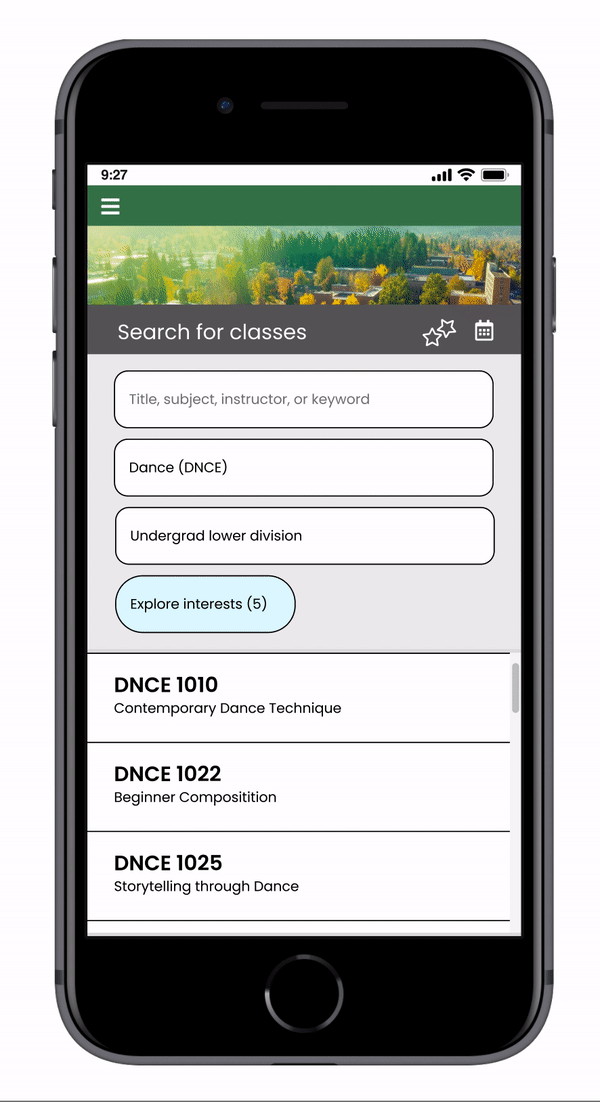 9:27
Search for classes
Title, subject, instructor, or keyword
Dance (DNCE)
Undergrad lower division
Explore interests (5)
DNCE 1010
Contemporary Dance Technique
DNCE 1022
Beginner Compositition
DNCE 1025
Storytelling through Dance